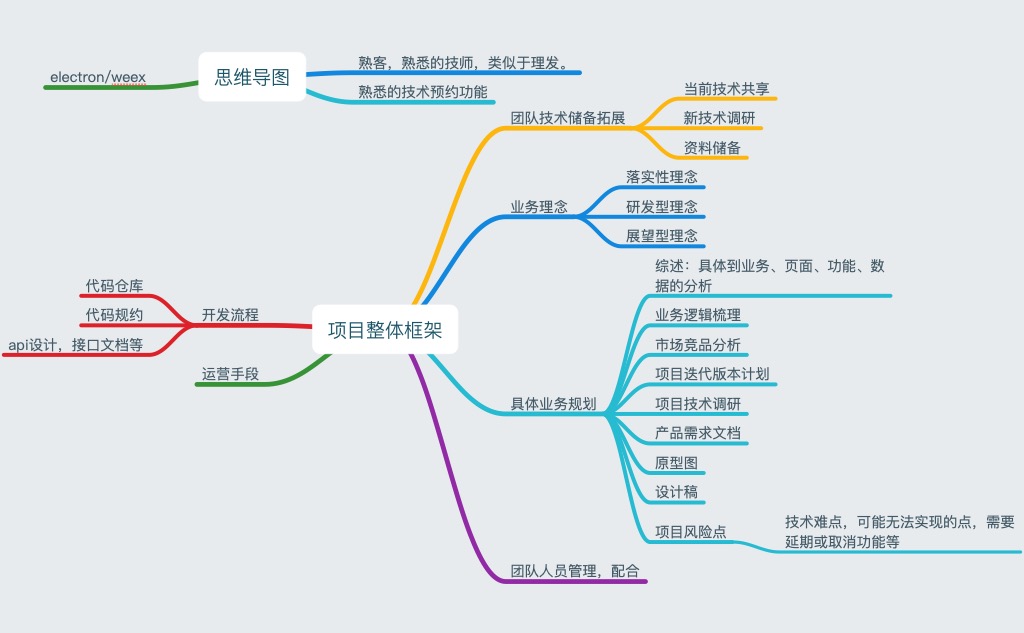 electron/weex
思维导图
熟客，熟悉的技师，类似于理发。
熟悉的技术预约功能
团队技术储备拓展
当前技术共享
新技术调研
资料储备
业务理念
落实性理念
研发型理念
展望型理念
代码仓库
代码规约
api设计，接口文档等
开发流程
运营手段
项目整体框架
具体业务规划
综述：具体到业务、页面、功能、数
据的分析
业务逻辑梳理
市场竞品分析
项目迭代版本计划
项目技术调研
产品需求文档
原型图
设计稿
项目风险点
技术难点，可能无法实现的点，需要
延期或取消功能等
团队人员管理，配合